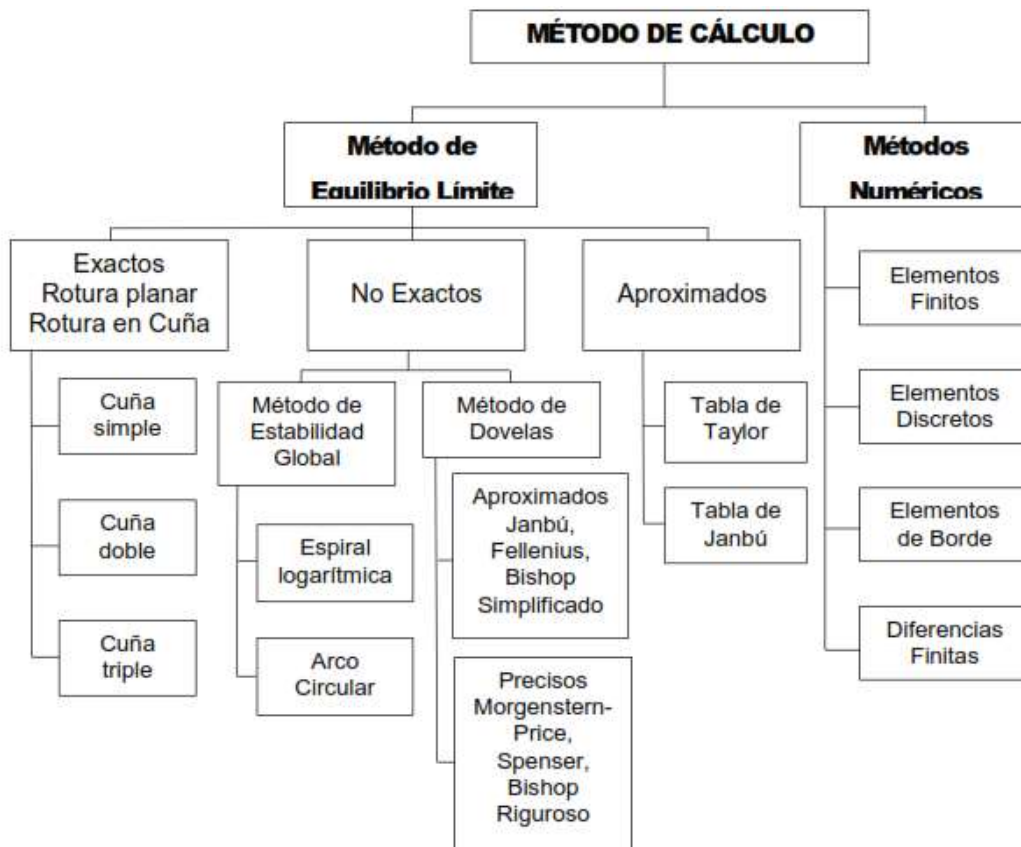 MÉTODO DE CÁLCULO
Método de
Equilibrio Límite
Métodos
Numéricos
Exactos
Rotura planar
Rotura en Cuña
No Exactos
Aproximados
Elementos
Finitos
Cuña
simple
Método de
Estabilidad
Global
Método de
Dovelas
Tabla de
Taylor
Elementos
Discretos
Cuña
doble
Espiral
logarítmica
Aproximados
Janbú,
Fellenius,
Bishop
Simplificado
Tabla de
Janbú
Elementos
de Borde
Cuña
triple
Arco
Circular
Precisos
Morgenstern-
Price,
Spenser,
Bishop
Riguroso
Diferencias
Finitas